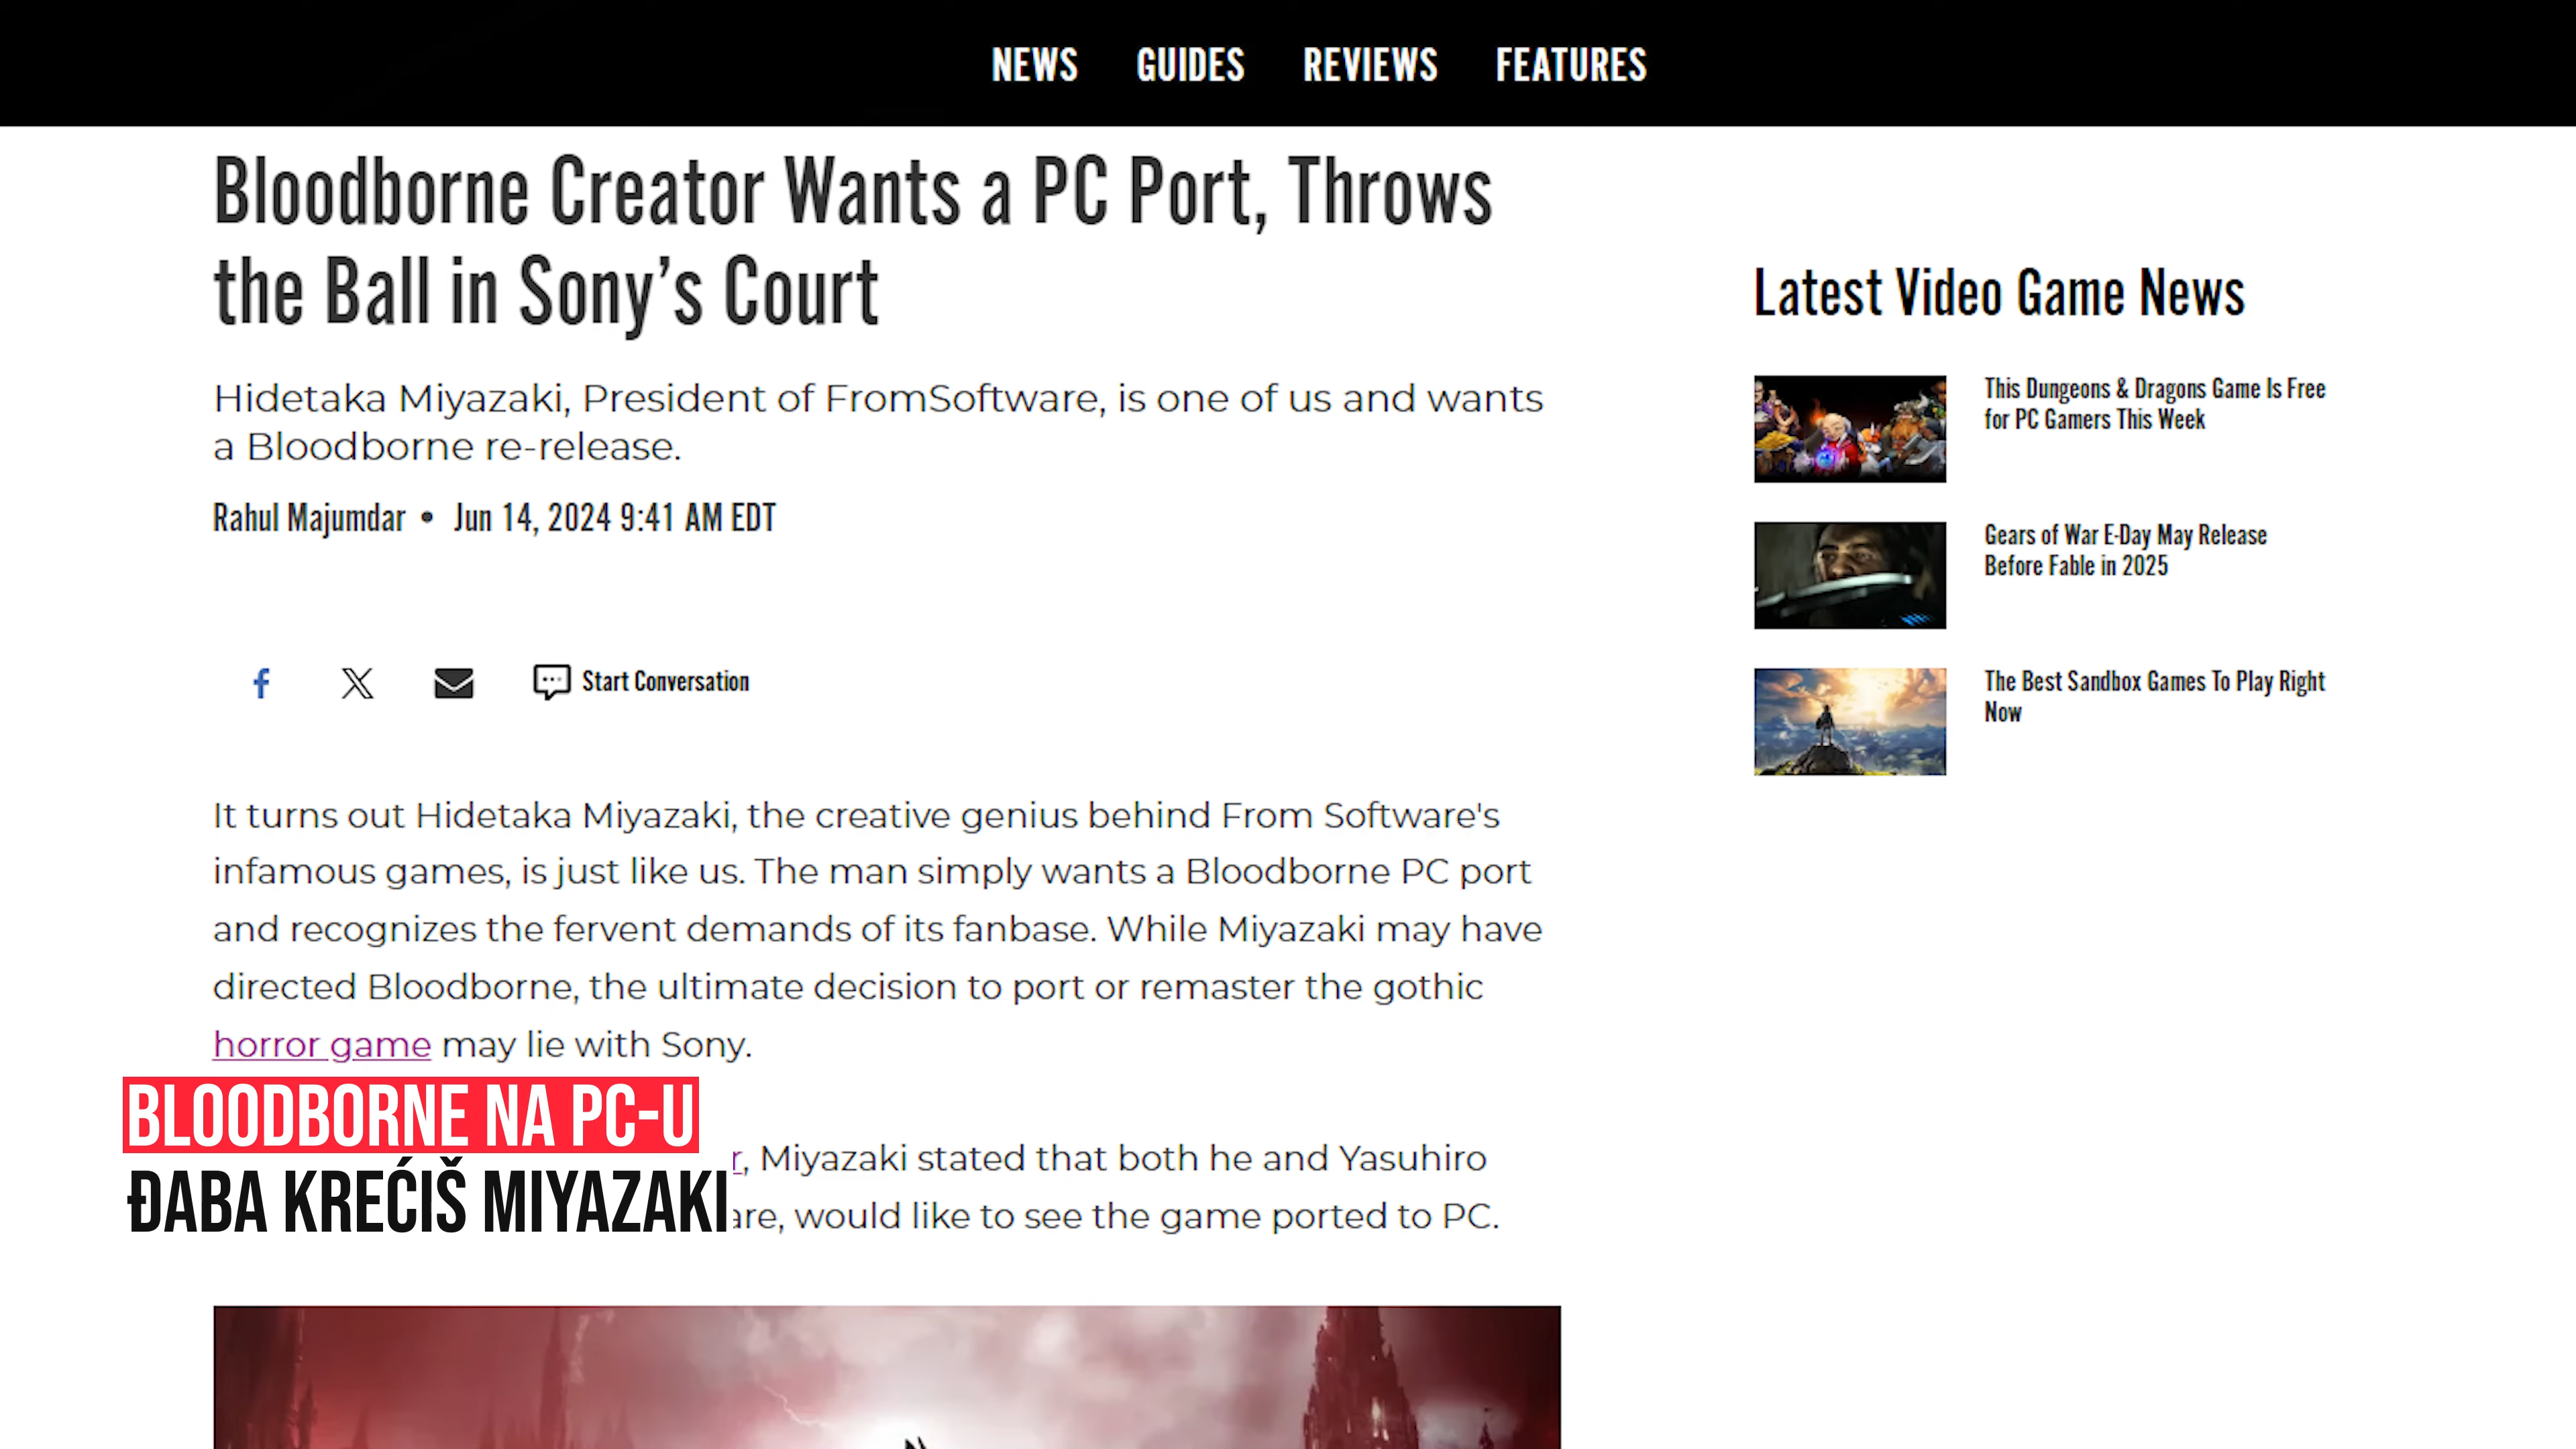 NEWS GUIDES REVIEWS FEATURES
Bloodborne Creator Wants a PC Port, Throws
the Ball in Sony’s Court
Hidetaka Miyazaki, President of FromSoftware, is one of us and wants
a Bloodborne re-release.
Rahul Majumdar • Jun 14, 2024 9:41 AM EDT
Start Conversation
It turns out Hidetaka Miyazaki, the creative genius behind From Software's
infamous games, is just like us. The man simply wants a Bloodborne PC port
and recognizes the fervent demands of its fanbase. While Miyazaki may have
directed Bloodborne, the ultimate decision to port or remaster the gothic
horror game may lie with Sony.
, Miyazaki stated that both he and Yasuhiro
would like to see the game ported to PC.
BLOODBORNE NA PC-U
ĐABA KREĆIŠ MIYAZAKI
Latest Video Game News
This Dungeons & Dragons Game Is Free
for PC Gamers This Week
Gears of War E-Day May Release
Before Fable in 2025
The Best Sandbox Games To Play Right
Now